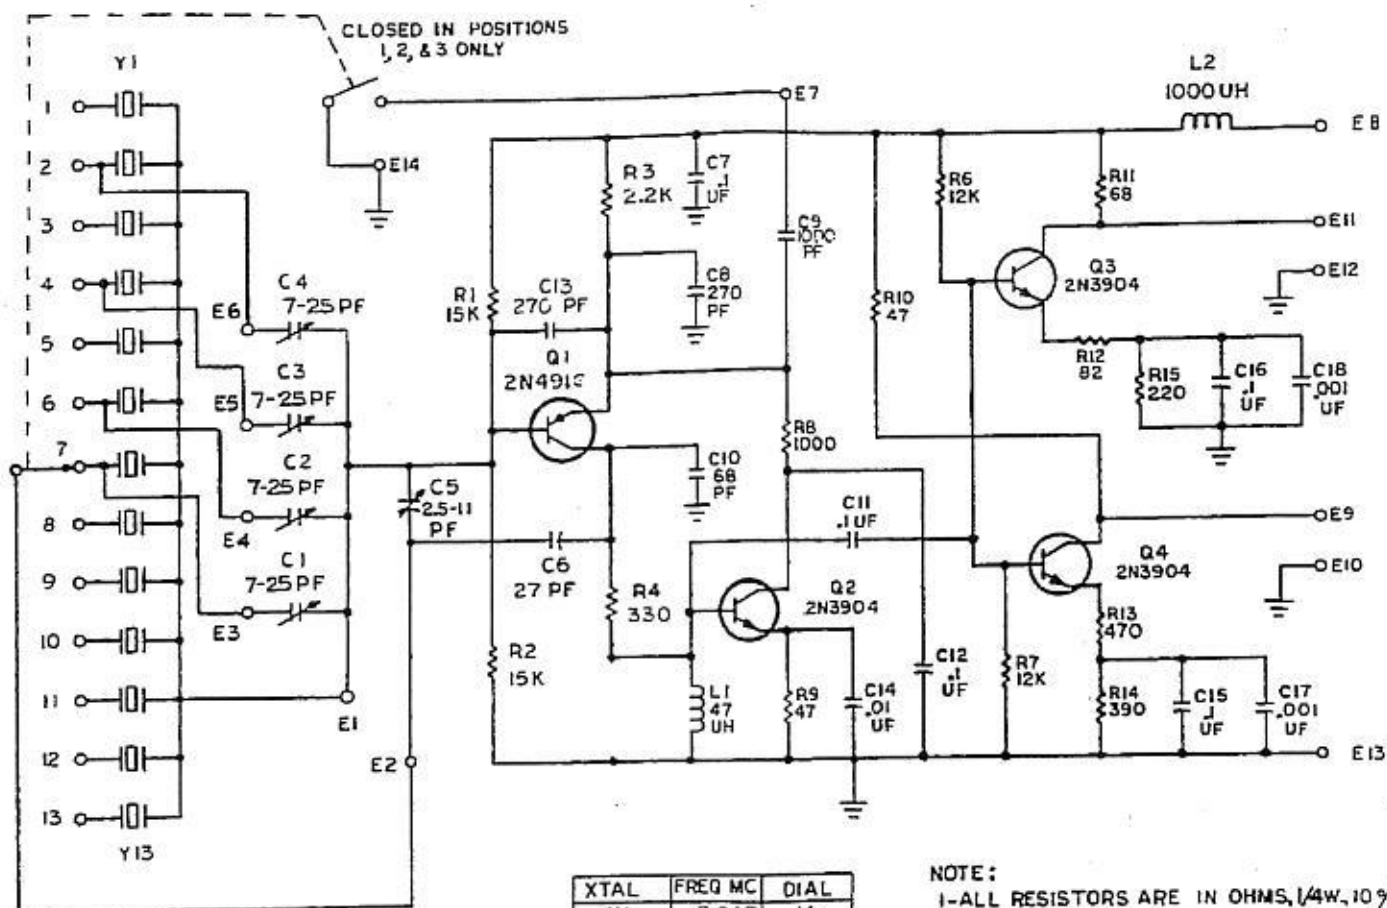 CLOSED IN POSITIONS
1, 2, & 3 ONLY
Y1
1
2
3
4
5
6
7
8
9
10
11
12
13
Y13
E14
E7
L2
1000 UH
E8
R3
2.2K
C7
.1
UF
C9
1000
PF
R6
12K
R11
68
E11
E12
C4
7-25 PF
E6
R1
15K
C13
270 PF
C8
270
PF
R10
47
Q3
2N3904
C3
7-25 PF
E5
Q1
R12
82
R15
220
C16
.1
UF
C18
.001
UF
C2
7-25 PF
E4
C5
2.5-11
PF
C10
68
PF
R8
1000
C11
.1 UF
E9
C1
7-25 PF
E3
C6
27 PF
R4
330
Q2
2N3904
Q4
2N3904
E10
R2
15K
R13
470
E1
L1
47
UH
R9
47
C14
.01
UF
C12
.1
UF
R7
12K
R14
390
C15
.1
UF
C17
.001
UF
E2
E13
XTAL FREQ MC DIAL
NOTE:
1-ALL RESISTORS ARE IN OHMS, 1/4W, 10%